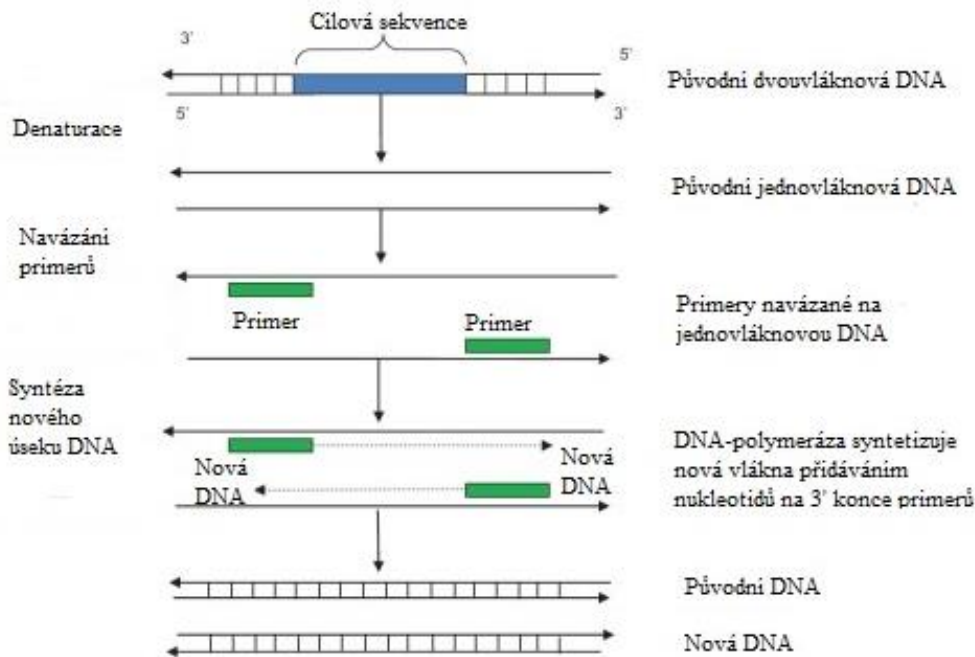 Cílová sekvence
3'
5'
Původní dvouvláknová DNA
5'
3'
Denaturace
Původní jednovláknová DNA
Navázáni
primerů
Primer
Primer
Primery navázané na
jednovláknovou DNA
Syntéza
nového
úseku DNA
Nová
DNA
Nová
DNA
DNA-polymeráza syntetizuje
nová vlákna přidáváním
nukleotidů na 3' konce primerů
Původní DNA
Nová DNA